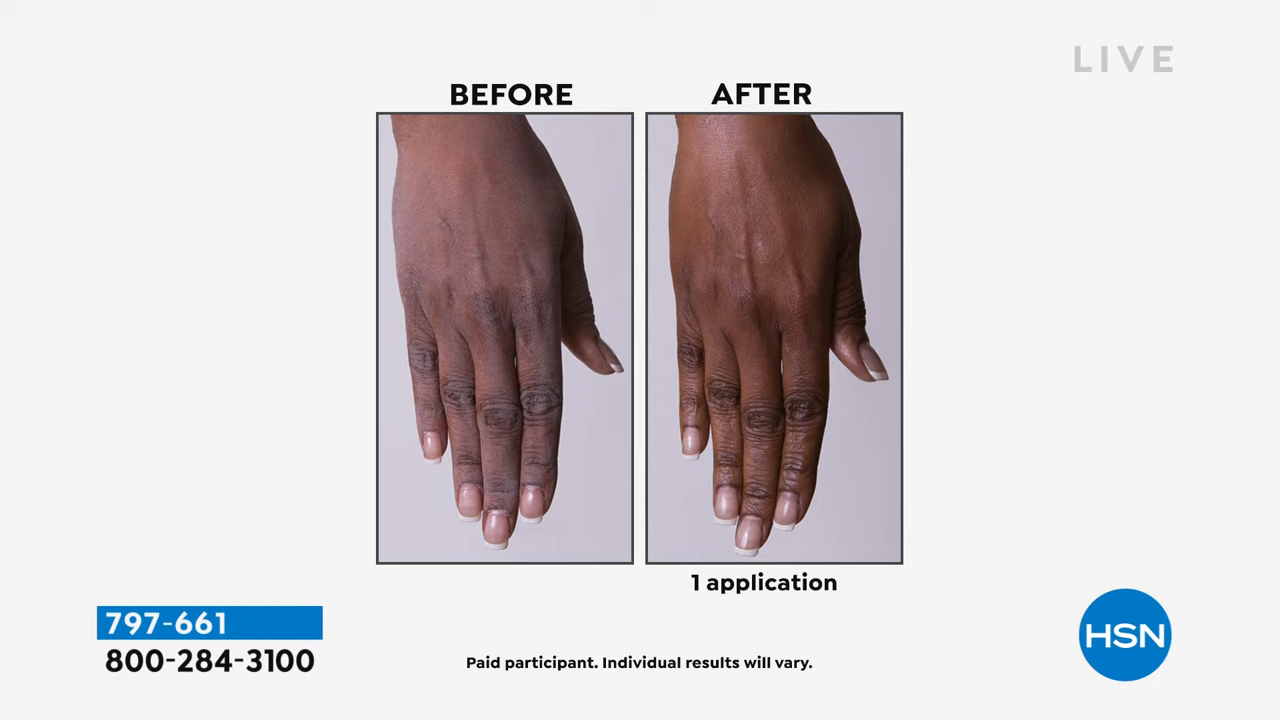 LIVE
BEFORE
AFTER
1 application
797-661
800-284-3100
Paid participant. Individual results will vary.
HSN